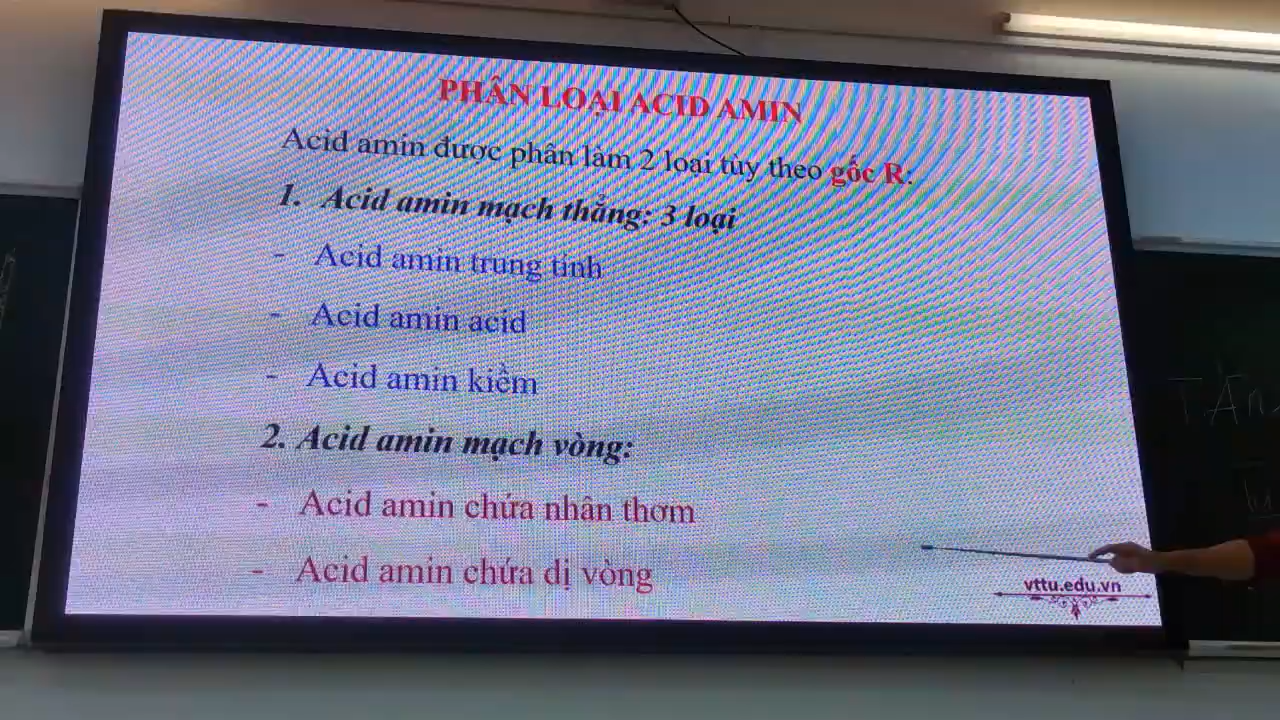 PHÂN LOẠI ACID AMIN
Acid amin được phân làm 2 loại tùy theo gốc R:
1. Acid amin mạch thẳng: 3 loại
- Acid amin trung tính
- Acid amin acid
- Acid amin kiềm
2. Acid amin mạch vòng:
- Acid amin chứa nhân thơm
- Acid amin chứa dị vòng
vttu.edu.vn